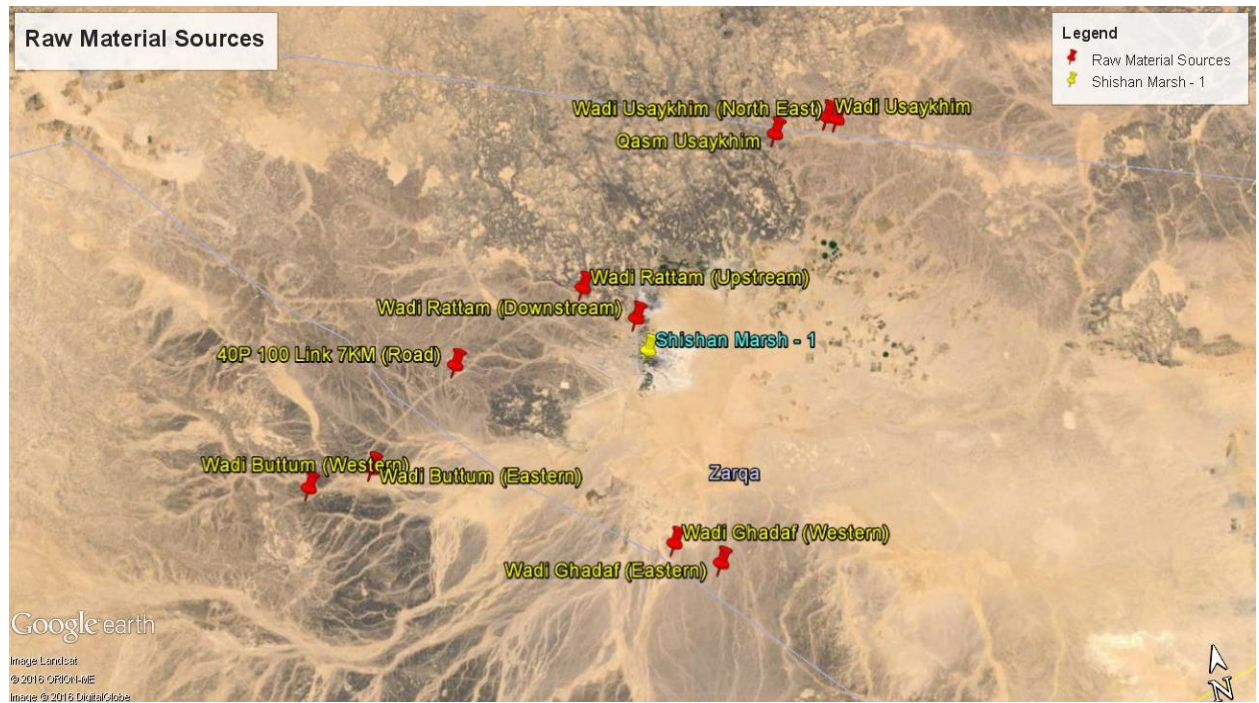 Raw Material Sources
Legend
Raw Material Sources
Shishan Marsh - 1
Wadi Usaykhim (North East)
Wadi Usaykhim
Qasm Usaykhim
Wadi Rattam (Upstream)
Wadi Rattam (Downstream)
Shishan Marsh - 1
40P 100 Link 7KM (Road)
Wadi Buttum (Western)
Wadi Buttum (Eastern)
Zarqa
Wadi Ghadaf (Western)
Wadi Ghadaf (Eastern)
Google earth
Image Landsat
© 2016 ORION-ME
Image © 2016 DigitalGlobe
N